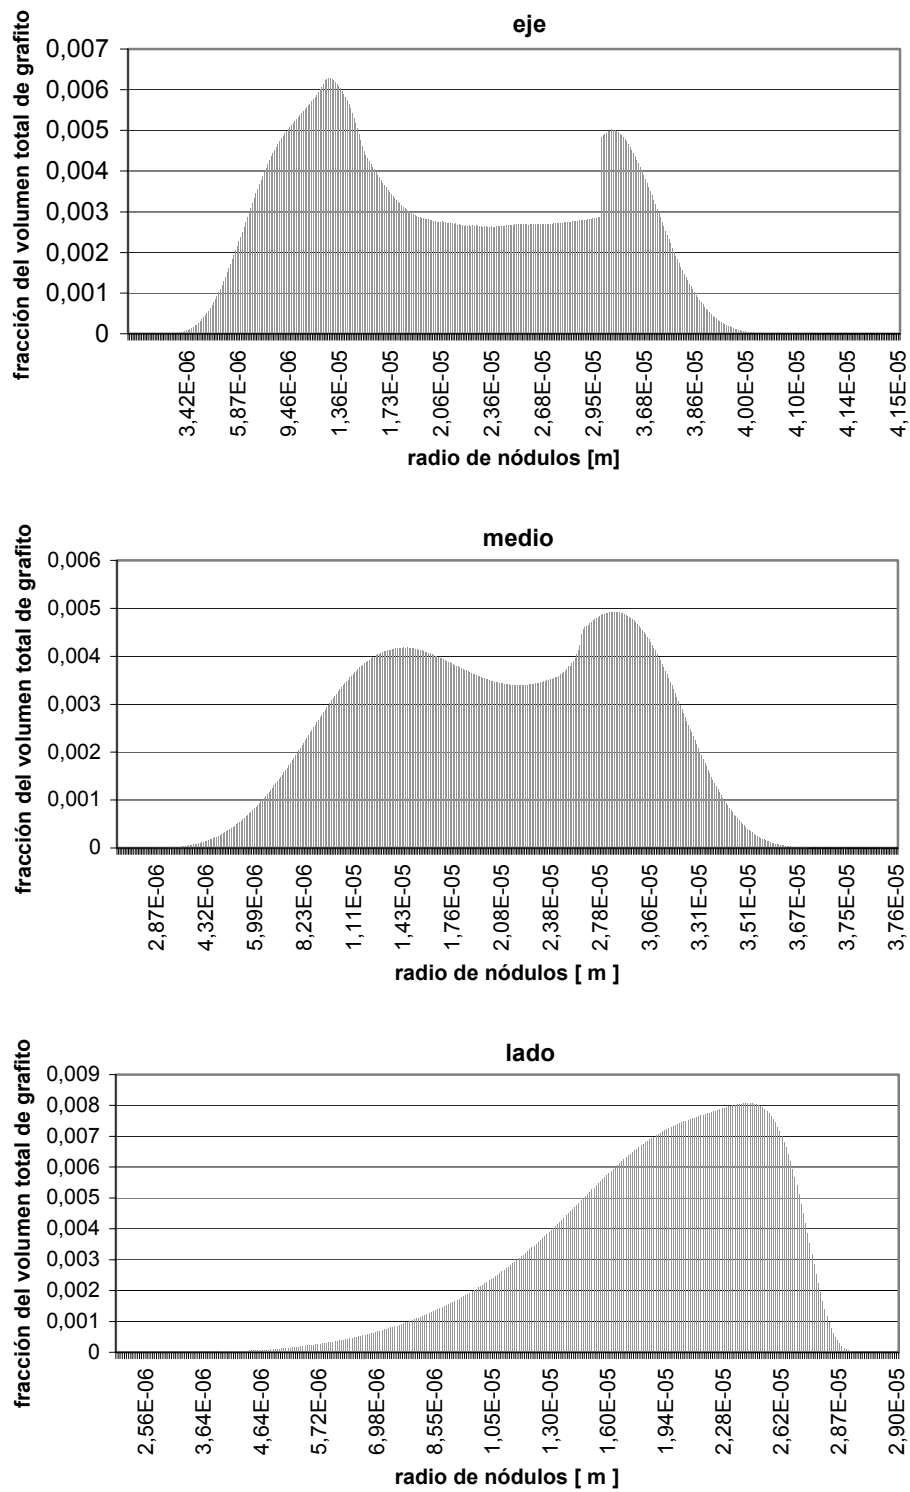 eje
fracción del volumen total de grafito
0,007
0,006
0,005
0,004
0,003
0,002
0,001
0
3,42E-06
5,87E-06
9,46E-06
1,36E-05
1,73E-05
2,06E-05
2,36E-05
2,68E-05
2,95E-05
3,68E-05
3,86E-05
4,00E-05
4,10E-05
4,14E-05
4,15E-05
radio de nódulos [m]
medio
fracción del volumen total de grafito
0,006
0,005
0,004
0,003
0,002
0,001
0
2,87E-06
4,32E-06
5,99E-06
8,23E-06
1,11E-05
1,43E-05
1,76E-05
2,08E-05
2,38E-05
2,78E-05
3,06E-05
3,31E-05
3,51E-05
3,67E-05
3,75E-05
3,76E-05
radio de nódulos [ m ]
lado
fracción del volumen total de grafito
0,009
0,008
0,007
0,006
0,005
0,004
0,003
0,002
0,001
0
2,56E-06
3,64E-06
4,64E-06
5,72E-06
6,98E-06
8,55E-06
1,05E-05
1,30E-05
1,60E-05
1,94E-05
2,28E-05
2,62E-05
2,87E-05
2,90E-05
radio de nódulos [ m ]